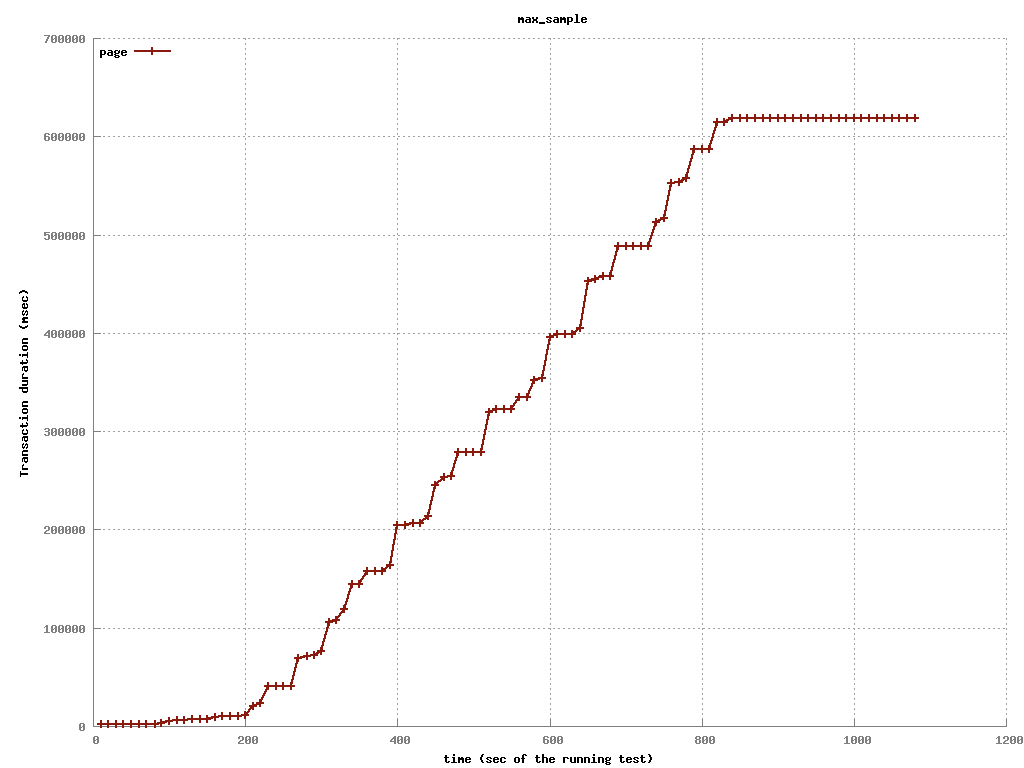 max_sample
700000
page
600000
500000
400000
300000
200000
100000
0
0 200 400 600 800 1000 1200
Transaction duration (msec)
time (sec of the running test)